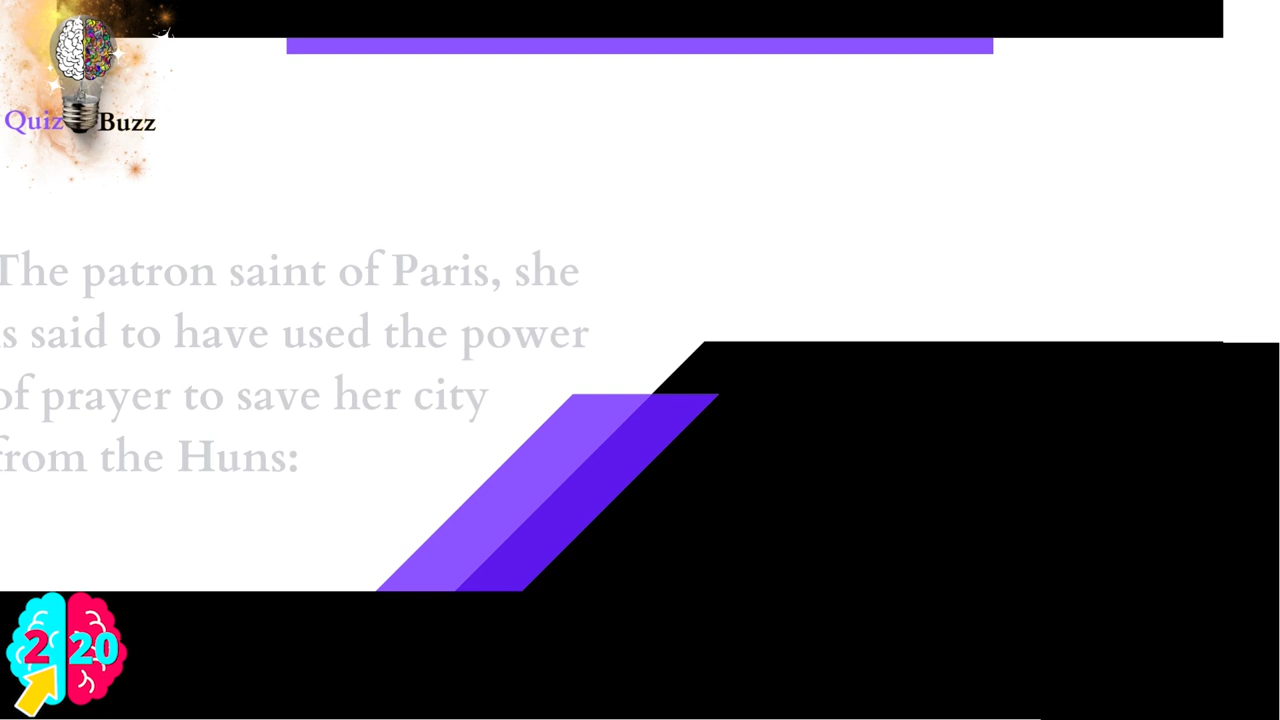 Quiz Buzz
The patron saint of Paris, she
is said to have used the power
of prayer to save her city
from the Huns:
2 20